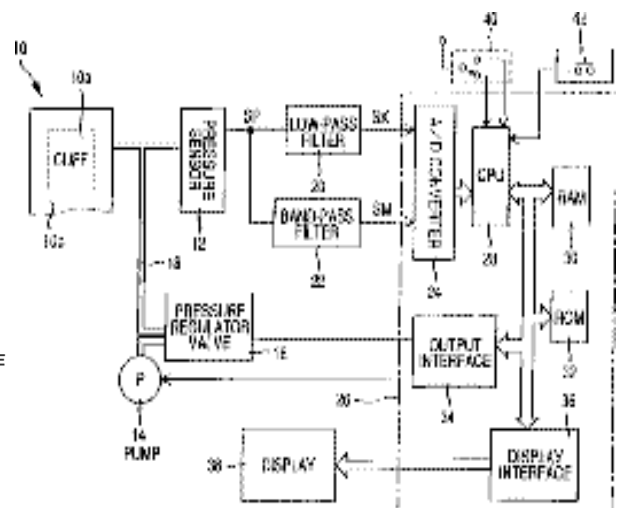 10
10a
CUFF
10c
PRESSURE SENSOR
12
SP
LOW-PASS
FILTER
20
SK
BAND-PASS
FILTER
22
SM
A/D CONVERTER
24
40
CPU
28
RAM
30
ROM
32
18
PRESSURE
REGULATOR
VALVE
16
E
P
14
PUMP
26
OUTPUT
INTERFACE
34
36
38
DISPLAY
DISPLAY
INTERFACE